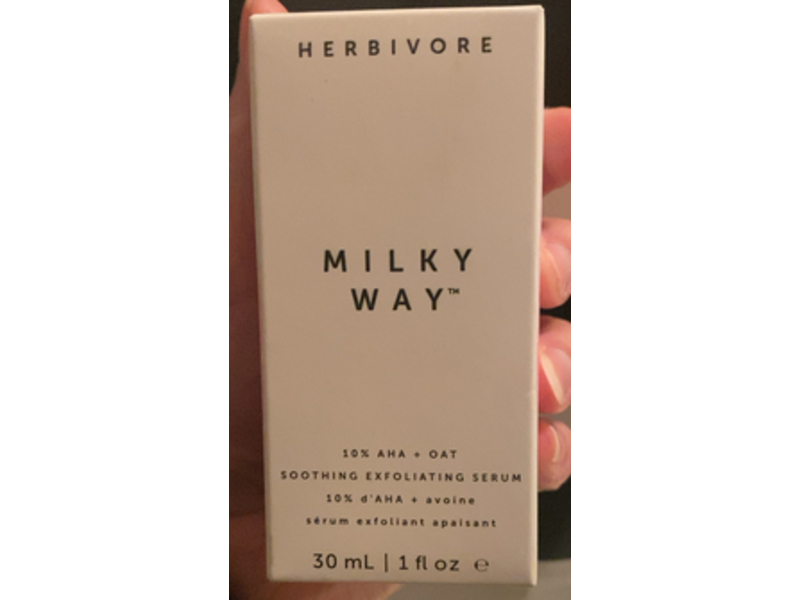 HERBIVORE
MILKY
WAY™
10% AHA + OAT
SOOTHING EXFOLIATING SERUM
10% d'AHA + avoine
sérum exfoliant apaisant
30 mL | 1 fl oz ℮